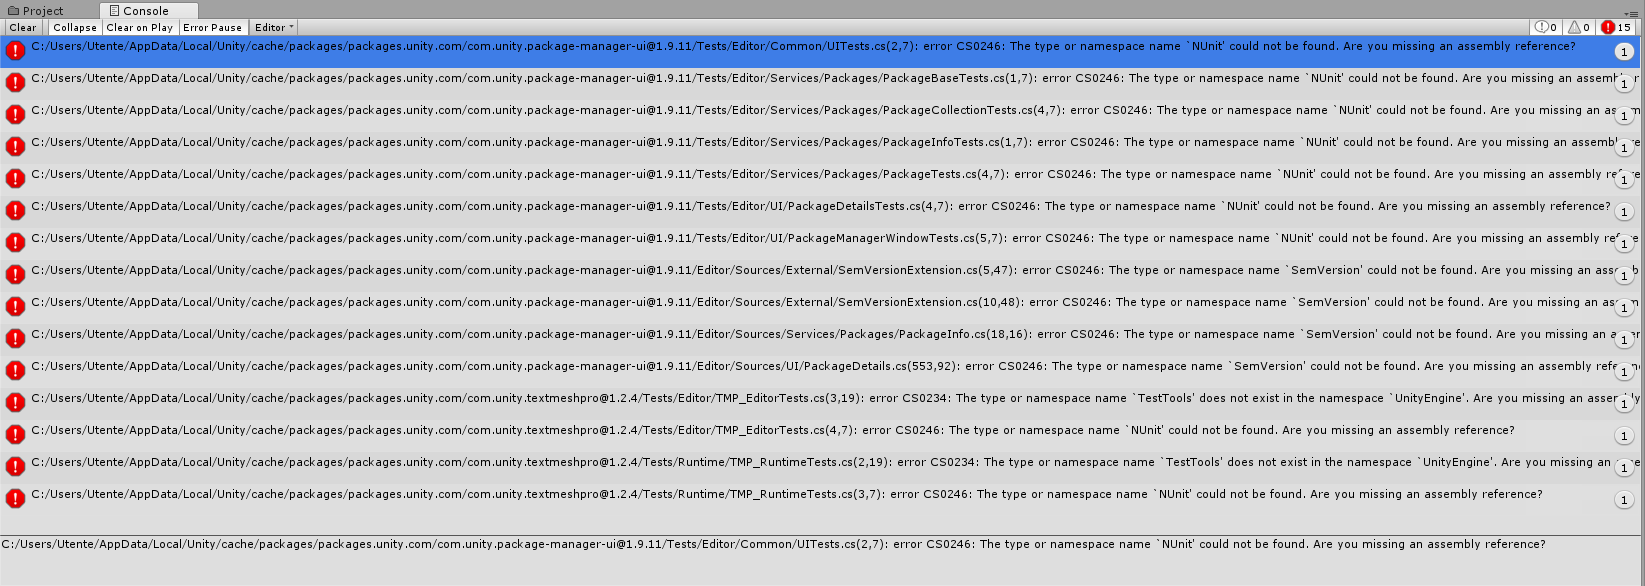 Project
Console
Clear Collapse Clear on Play Error Pause Editor 0 0 15
C:/Users/Utente/AppData/Local/Unity/cache/packages/packages.unity.com/com.unity.package-manager-ui@1.9.11/Tests/Editor/Common/UITests.cs(2,7): error CS0246: The type or namespace name `NUnit' could not be found. Are you missing an assembly reference? 1
C:/Users/Utente/AppData/Local/Unity/cache/packages/packages.unity.com/com.unity.package-manager-ui@1.9.11/Tests/Editor/Services/Packages/PackageBaseTests.cs(1,7): error CS0246: The type or namespace name `NUnit' could not be found. Are you missing an assembl 1
C:/Users/Utente/AppData/Local/Unity/cache/packages/packages.unity.com/com.unity.package-manager-ui@1.9.11/Tests/Editor/Services/Packages/PackageCollectionTests.cs(4,7): error CS0246: The type or namespace name `NUnit' could not be found. Are you missing an 1
C:/Users/Utente/AppData/Local/Unity/cache/packages/packages.unity.com/com.unity.package-manager-ui@1.9.11/Tests/Editor/Services/Packages/PackageInfoTests.cs(1,7): error CS0246: The type or namespace name `NUnit' could not be found. Are you missing an assembl 1
C:/Users/Utente/AppData/Local/Unity/cache/packages/packages.unity.com/com.unity.package-manager-ui@1.9.11/Tests/Editor/Services/Packages/PackageTests.cs(4,7): error CS0246: The type or namespace name `NUnit' could not be found. Are you missing an assembly 1
C:/Users/Utente/AppData/Local/Unity/cache/packages/packages.unity.com/com.unity.package-manager-ui@1.9.11/Tests/Editor/UI/PackageDetailsTests.cs(4,7): error CS0246: The type or namespace name `NUnit' could not be found. Are you missing an assembly reference? 1
C:/Users/Utente/AppData/Local/Unity/cache/packages/packages.unity.com/com.unity.package-manager-ui@1.9.11/Tests/Editor/UI/PackageManagerWindowTests.cs(5,7): error CS0246: The type or namespace name `NUnit' could not be found. Are you missing an assembly 1
C:/Users/Utente/AppData/Local/Unity/cache/packages/packages.unity.com/com.unity.package-manager-ui@1.9.11/Editor/Sources/External/SemVersionExtension.cs(5,47): error CS0246: The type or namespace name `SemVersion' could not be found. Are you missing an 1
C:/Users/Utente/AppData/Local/Unity/cache/packages/packages.unity.com/com.unity.package-manager-ui@1.9.11/Editor/Sources/External/SemVersionExtension.cs(10,48): error CS0246: The type or namespace name `SemVersion' could not be found. Are you missing an 1
C:/Users/Utente/AppData/Local/Unity/cache/packages/packages.unity.com/com.unity.package-manager-ui@1.9.11/Editor/Sources/Services/Packages/PackageInfo.cs(18,16): error CS0246: The type or namespace name `SemVersion' could not be found. Are you missing an 1
C:/Users/Utente/AppData/Local/Unity/cache/packages/packages.unity.com/com.unity.package-manager-ui@1.9.11/Editor/Sources/UI/PackageDetails.cs(553,92): error CS0246: The type or namespace name `SemVersion' could not be found. Are you missing an assembly 1
C:/Users/Utente/AppData/Local/Unity/cache/packages/packages.unity.com/com.unity.textmeshpro@1.2.4/Tests/Editor/TMP_EditorTests.cs(3,19): error CS0234: The type or namespace name `TestTools' does not exist in the namespace `UnityEngine'. Are you missing an 1
C:/Users/Utente/AppData/Local/Unity/cache/packages/packages.unity.com/com.unity.textmeshpro@1.2.4/Tests/Editor/TMP_EditorTests.cs(4,7): error CS0246: The type or namespace name `NUnit' could not be found. Are you missing an assembly reference? 1
C:/Users/Utente/AppData/Local/Unity/cache/packages/packages.unity.com/com.unity.textmeshpro@1.2.4/Tests/Runtime/TMP_RuntimeTests.cs(2,19): error CS0234: The type or namespace name `TestTools' does not exist in the namespace `UnityEngine'. Are you missing an 1
C:/Users/Utente/AppData/Local/Unity/cache/packages/packages.unity.com/com.unity.textmeshpro@1.2.4/Tests/Runtime/TMP_RuntimeTests.cs(3,7): error CS0246: The type or namespace name `NUnit' could not be found. Are you missing an assembly reference? 1
C:/Users/Utente/AppData/Local/Unity/cache/packages/packages.unity.com/com.unity.package-manager-ui@1.9.11/Tests/Editor/Common/UITests.cs(2,7): error CS0246: The type or namespace name `NUnit' could not be found. Are you missing an assembly reference?